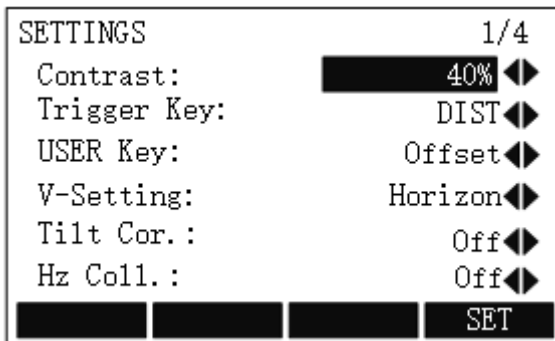 SETTINGS 1/4
Contrast: 40%
Trigger Key: DIST
USER Key: Offset
V-Setting: Horizon
Tilt Cor.: Off
Hz Coll.: Off
SET